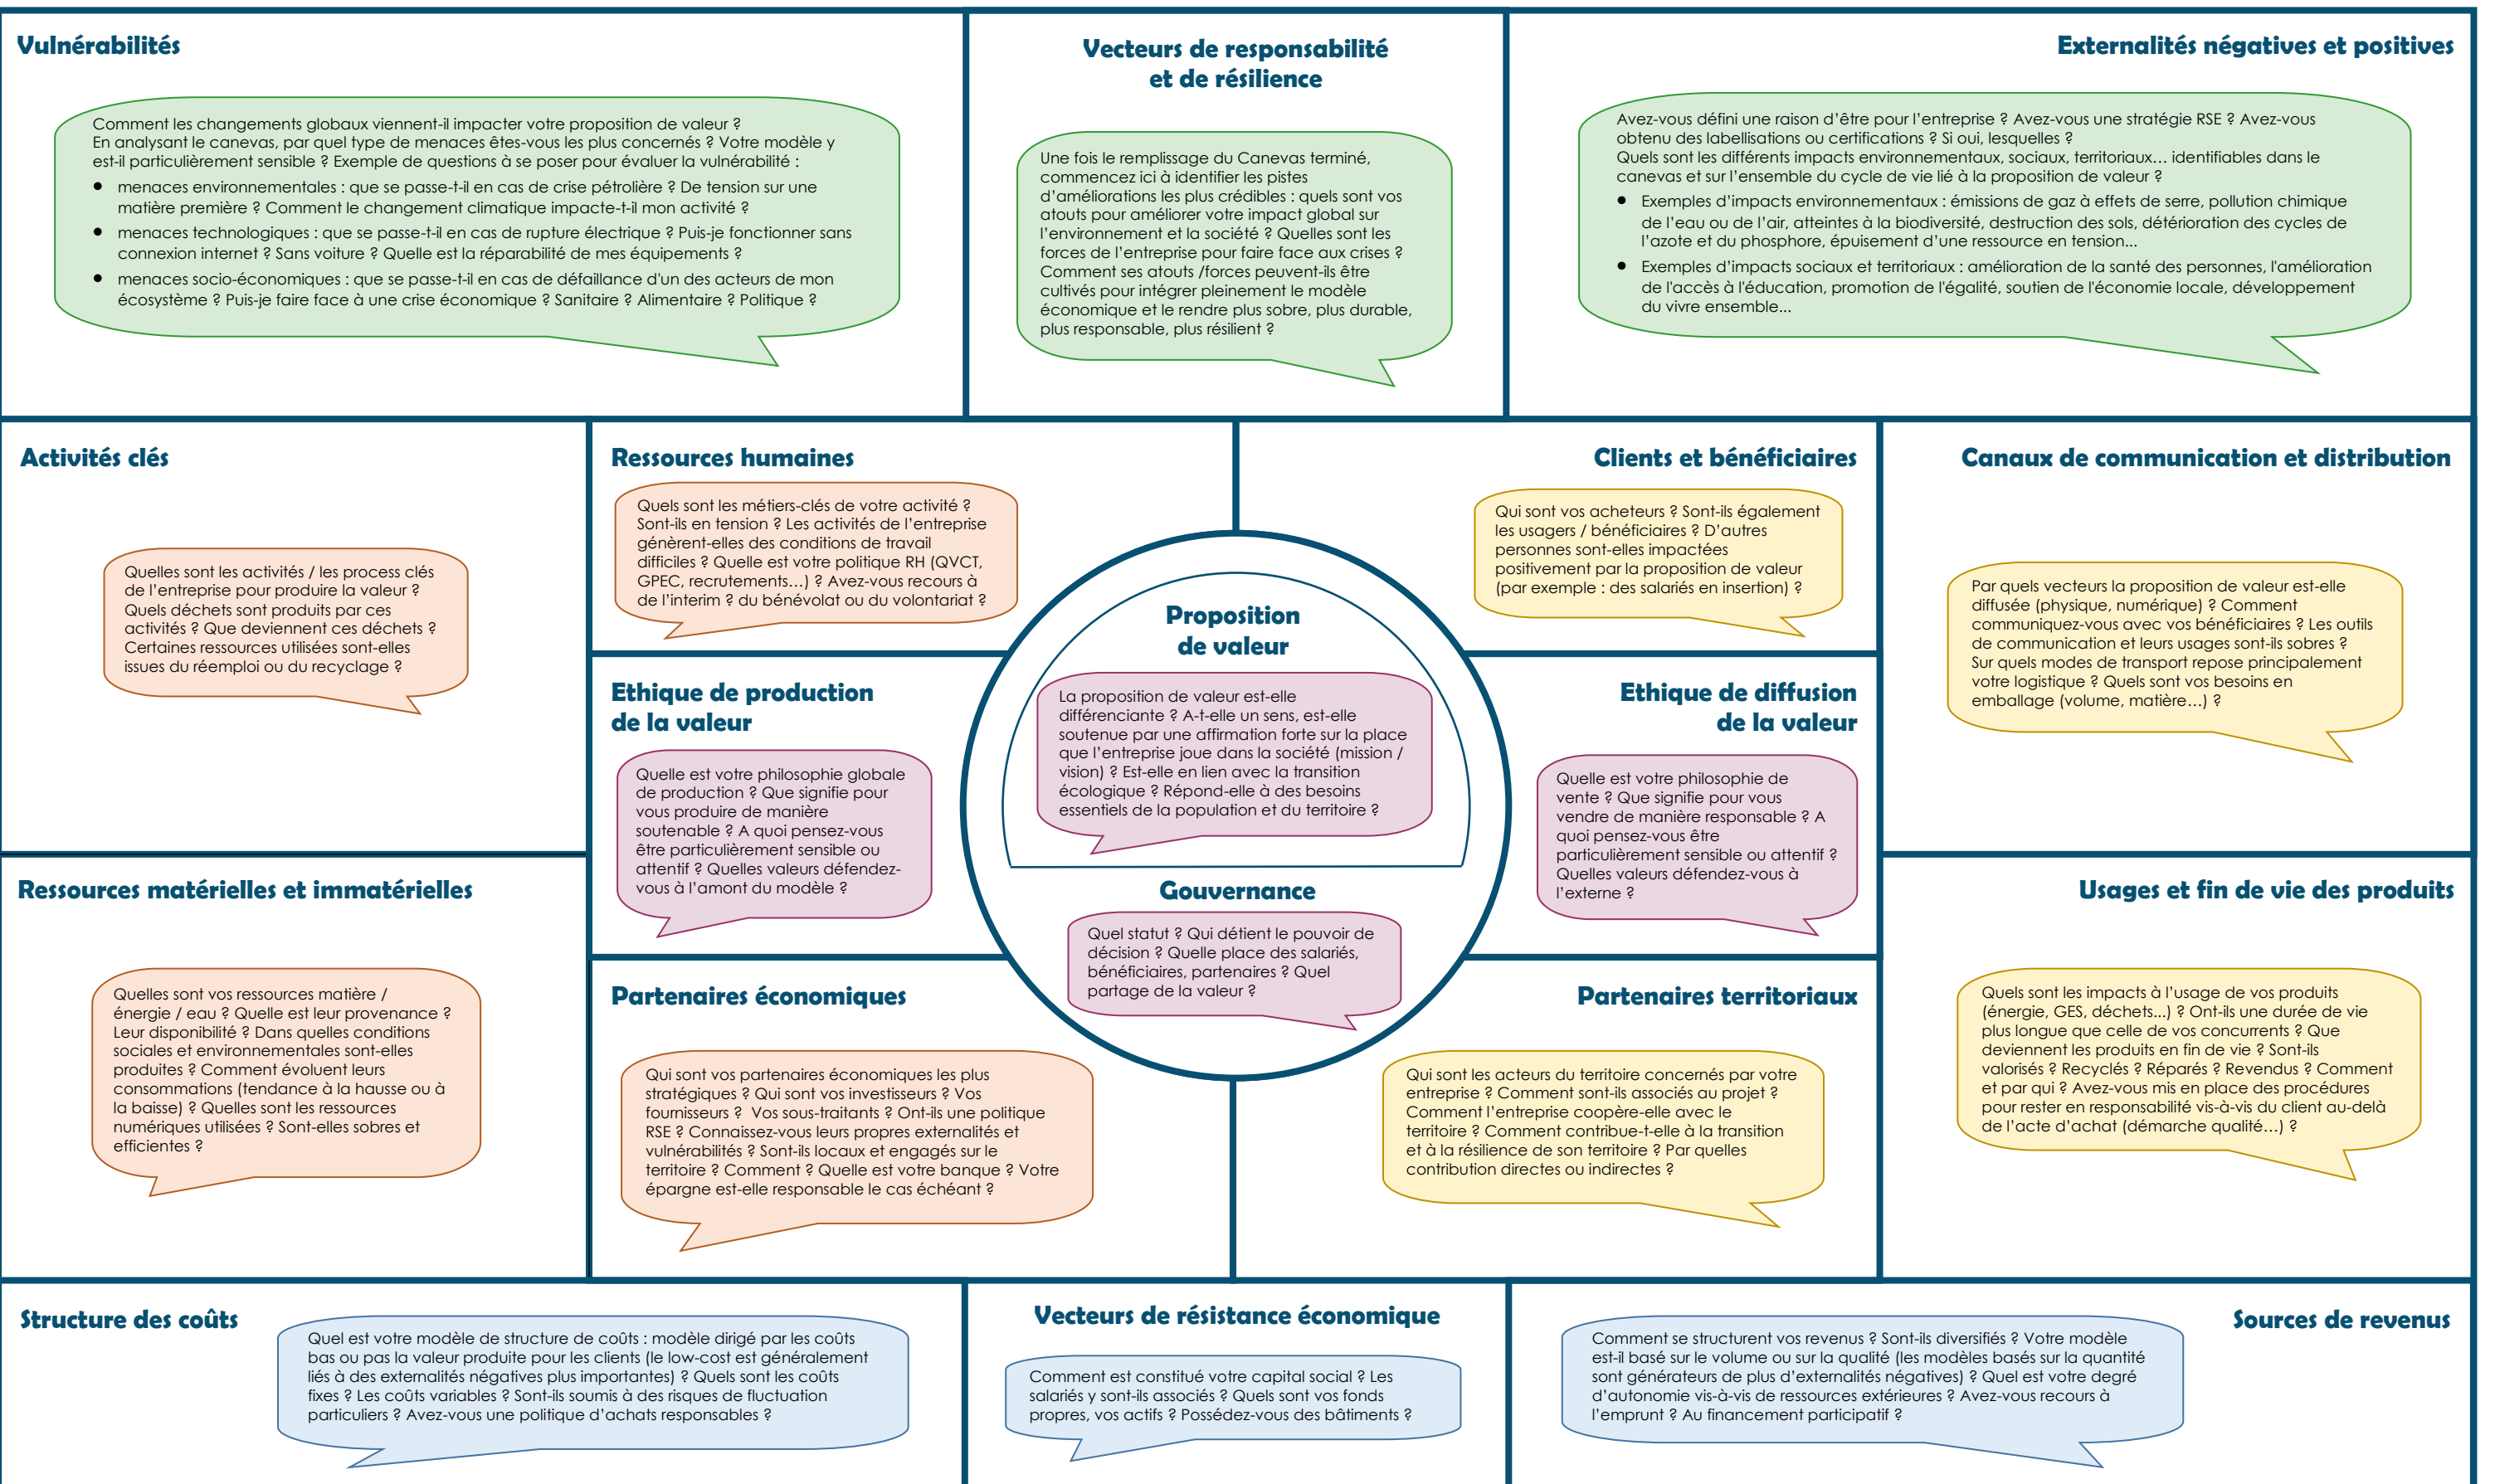 Vulnérabilités
Comment les changements globaux viennent-il impacter votre proposition de valeur ?
En analysant le canevas, par quel type de menaces êtes-vous les plus concernés ? Votre modèle y
est-il particulièrement sensible ? Exemple de questions à se poser pour évaluer la vulnérabilité :
• menaces environnementales : que se passe-t-il en cas de crise pétrolière ? De tension sur une
matière première ? Comment le changement climatique impacte-t-il mon activité ?
• menaces technologiques : que se passe-t-il en cas de rupture électrique ? Puis-je fonctionner sans
connexion internet ? Sans voiture ? Quelle est la réparabilité de mes équipements ?
• menaces socio-économiques : que se passe-t-il en cas de défaillance d'un des acteurs de mon
écosystème ? Puis-je faire face à une crise économique ? Sanitaire ? Alimentaire ? Politique ?
Vecteurs de responsabilité
et de résilience
Une fois le remplissage du Canevas terminé,
commencez ici à identifier les pistes
d'améliorations les plus crédibles : quels sont vos
atouts pour améliorer votre impact global sur
l'environnement et la société ? Quelles sont les
forces de l'entreprise pour faire face aux crises ?
Comment ses atouts /forces peuvent-ils être
cultivés pour intégrer pleinement le modèle
économique et le rendre plus sobre, plus durable,
plus responsable, plus résilient ?
Externalités négatives et positives
Avez-vous défini une raison d'être pour l'entreprise ? Avez-vous une stratégie RSE ? Avez-vous
obtenu des labellisations ou certifications ? Si oui, lesquelles ?
Quels sont les différents impacts environnementaux, sociaux, territoriaux… identifiables dans le
canevas et sur l'ensemble du cycle de vie lié à la proposition de valeur ?
• Exemples d'impacts environnementaux : émissions de gaz à effets de serre, pollution chimique
de l'eau ou de l'air, atteintes à la biodiversité, destruction des sols, détérioration des cycles de
l'azote et du phosphore, épuisement d'une ressource en tension...
• Exemples d'impacts sociaux et territoriaux : amélioration de la santé des personnes, l'amélioration
de l'accès à l'éducation, promotion de l'égalité, soutien de l'économie locale, développement
du vivre ensemble...
Activités clés
Quelles sont les activités / les process clés
de l'entreprise pour produire la valeur ?
Quels déchets sont produits par ces
activités ? Que deviennent ces déchets ?
Certaines ressources utilisées sont-elles
issues du réemploi ou du recyclage ?
Ressources humaines
Quels sont les métiers-clés de votre activité ?
Sont-ils en tension ? Les activités de l'entreprise
génèrent-elles des conditions de travail
difficiles ? Quelle est votre politique RH (QVCT,
GPEC, recrutements…) ? Avez-vous recours à
de l'interim ? du bénévolat ou du volontariat ?
Clients et bénéficiaires
Qui sont vos acheteurs ? Sont-ils également
les usagers / bénéficiaires ? D'autres
personnes sont-elles impactées
positivement par la proposition de valeur
(par exemple : des salariés en insertion) ?
Canaux de communication et distribution
Par quels vecteurs la proposition de valeur est-elle
diffusée (physique, numérique) ? Comment
communiquez-vous avec vos bénéficiaires ? Les outils
de communication et leurs usages sont-ils sobres ?
Sur quels modes de transport repose principalement
votre logistique ? Quels sont vos besoins en
emballage (volume, matière…) ?
Ethique de production
de la valeur
Quelle est votre philosophie globale
de production ? Que signifie pour
vous produire de manière
soutenable ? A quoi pensez-vous
être particulièrement sensible ou
attentif ? Quelles valeurs défendez-
vous à l'amont du modèle ?
Proposition
de valeur
La proposition de valeur est-elle
différenciante ? A-t-elle un sens, est-elle
soutenue par une affirmation forte sur la place
que l'entreprise joue dans la société (mission /
vision) ? Est-elle en lien avec la transition
écologique ? Répond-elle à des besoins
essentiels de la population et du territoire ?
Gouvernance
Quel statut ? Qui détient le pouvoir de
décision ? Quelle place des salariés,
bénéficiaires, partenaires ? Quel
partage de la valeur ?
Ethique de diffusion
de la valeur
Quelle est votre philosophie de
vente ? Que signifie pour vous
vendre de manière responsable ? A
quoi pensez-vous être
particulièrement sensible ou attentif ?
Quelles valeurs défendez-vous à
l'externe ?
Ressources matérielles et immatérielles
Quelles sont vos ressources matière /
énergie / eau ? Quelle est leur provenance ?
Leur disponibilité ? Dans quelles conditions
sociales et environnementales sont-elles
produites ? Comment évoluent leurs
consommations (tendance à la hausse ou à
la baisse) ? Quelles sont les ressources
numériques utilisées ? Sont-elles sobres et
efficientes ?
Partenaires économiques
Qui sont vos partenaires économiques les plus
stratégiques ? Qui sont vos investisseurs ? Vos
fournisseurs ? Vos sous-traitants ? Ont-ils une politique
RSE ? Connaissez-vous leurs propres externalités et
vulnérabilités ? Sont-ils locaux et engagés sur le
territoire ? Comment ? Quelle est votre banque ? Votre
épargne est-elle responsable le cas échéant ?
Partenaires territoriaux
Qui sont les acteurs du territoire concernés par votre
entreprise ? Comment sont-ils associés au projet ?
Comment l'entreprise coopère-elle avec le
territoire ? Comment contribue-t-elle à la transition
et à la résilience de son territoire ? Par quelles
contribution directes ou indirectes ?
Usages et fin de vie des produits
Quels sont les impacts à l'usage de vos produits
(énergie, GES, déchets...) ? Ont-ils une durée de vie
plus longue que celle de vos concurrents ? Que
deviennent les produits en fin de vie ? Sont-ils
valorisés ? Recyclés ? Réparés ? Revendus ? Comment
et par qui ? Avez-vous mis en place des procédures
pour rester en responsabilité vis-à-vis du client au-delà
de l'acte d'achat (démarche qualité…) ?
Structure des coûts
Quel est votre modèle de structure de coûts : modèle dirigé par les coûts
bas ou pas la valeur produite pour les clients (le low-cost est généralement
liés à des externalités négatives plus importantes) ? Quels sont les coûts
fixes ? Les coûts variables ? Sont-ils soumis à des risques de fluctuation
particuliers ? Avez-vous une politique d'achats responsables ?
Vecteurs de résistance économique
Comment est constitué votre capital social ? Les
salariés y sont-ils associés ? Quels sont vos fonds
propres, vos actifs ? Possédez-vous des bâtiments ?
Sources de revenus
Comment se structurent vos revenus ? Sont-ils diversifiés ? Votre modèle
est-il basé sur le volume ou sur la qualité (les modèles basés sur la quantité
sont générateurs de plus d'externalités négatives) ? Quel est votre degré
d'autonomie vis-à-vis de ressources extérieures ? Avez-vous recours à
l'emprunt ? Au financement participatif ?